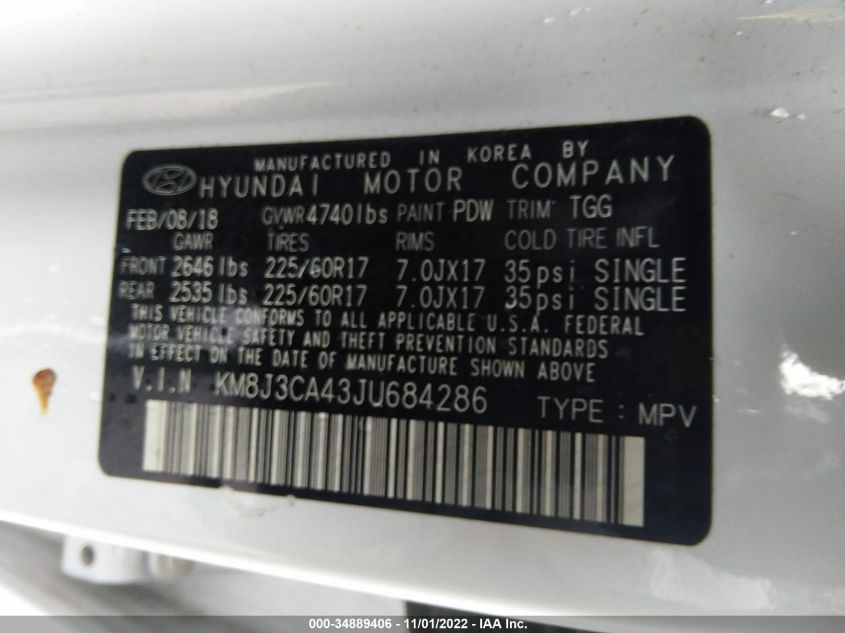 MANUFACTURED IN KOREA BY
HYUNDAI MOTOR COMPANY
FEB/08/18 GVWR 4740lbs PAINT PDW TRIM TGG
GAWR TIRES RIMS COLD TIRE INFL
FRONT 2646 lbs 225/60R17 7.0JX17 35psi SINGLE
REAR 2535 lbs 225/60R17 7.0JX17 35psi SINGLE
THIS VEHICLE CONFORMS TO ALL APPLICABLE U.S.A. FEDERAL
MOTOR VEHICLE SAFETY AND THEFT PREVENTION STANDARDS
IN EFFECT ON THE DATE OF MANUFACTURE SHOWN ABOVE
V.I.N KM8J3CA43JU684286 TYPE : MPV
000-34889406 - 11/01/2022 - IAA Inc.